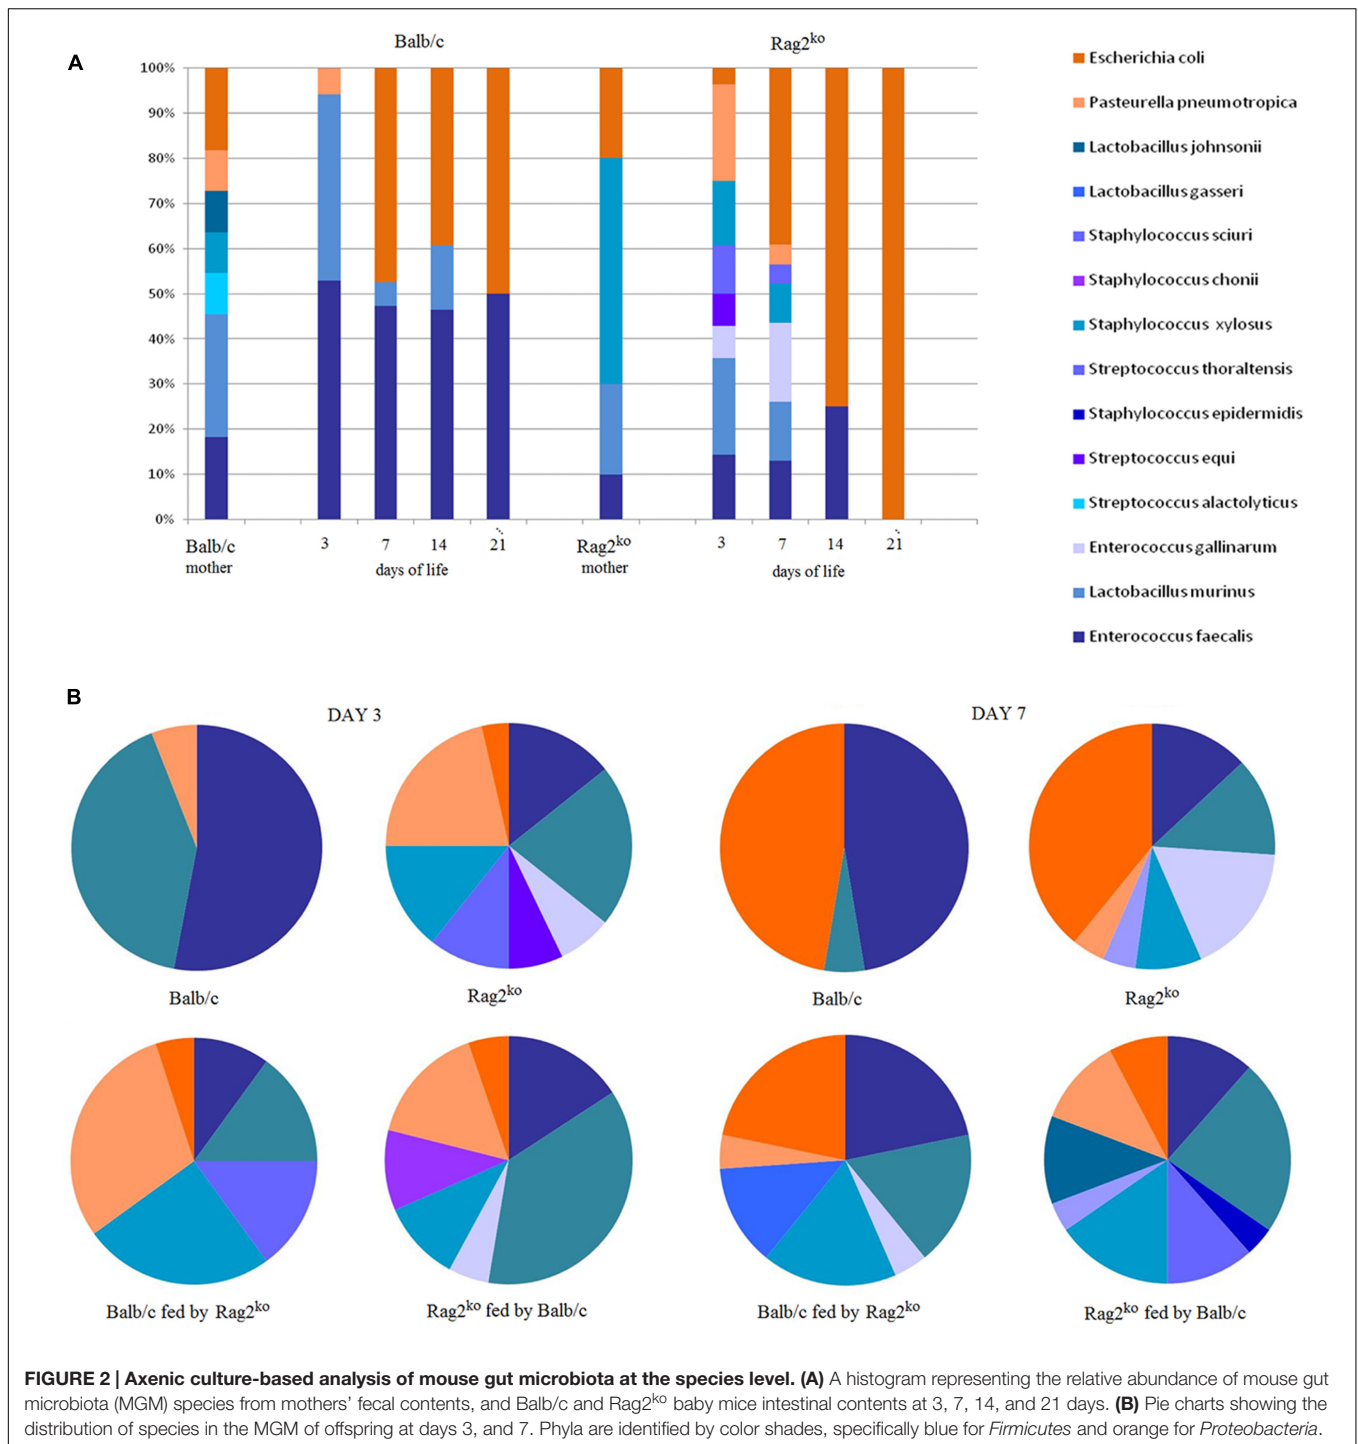 A
Balb/c
Rag2ko
100%
90%
80%
70%
60%
50%
40%
30%
20%
10%
0%
Balb/c
mother
3
7
14
21
days of life
Rag2ko
mother
3
7
14
21
days of life
Escherichia coli
Pasteurella pneumotropica
Lactobacillus johnsonii
Lactobacillus gasseri
Staphylococcus sciuri
Staphylococcus chonii
Staphylococcus xylosus
Streptococcus thoraltensis
Staphylococcus epidermidis
Streptococcus equi
Streptococcus alactolyticus
Enterococcus gallinarum
Lactobacillus murinus
Enterococcus faecalis
B
DAY 3
DAY 7
Balb/c
Rag2ko
Balb/c
Rag2ko
Balb/c fed by Rag2ko
Rag2ko fed by Balb/c
Balb/c fed by Rag2ko
Rag2ko fed by Balb/c
FIGURE 2 | Axenic culture-based analysis of mouse gut microbiota at the species level. (A) A histogram representing the relative abundance of mouse gut
microbiota (MGM) species from mothers' fecal contents, and Balb/c and Rag2ko baby mice intestinal contents at 3, 7, 14, and 21 days. (B) Pie charts showing the
distribution of species in the MGM of offspring at days 3, and 7. Phyla are identified by color shades, specifically blue for Firmicutes and orange for Proteobacteria.